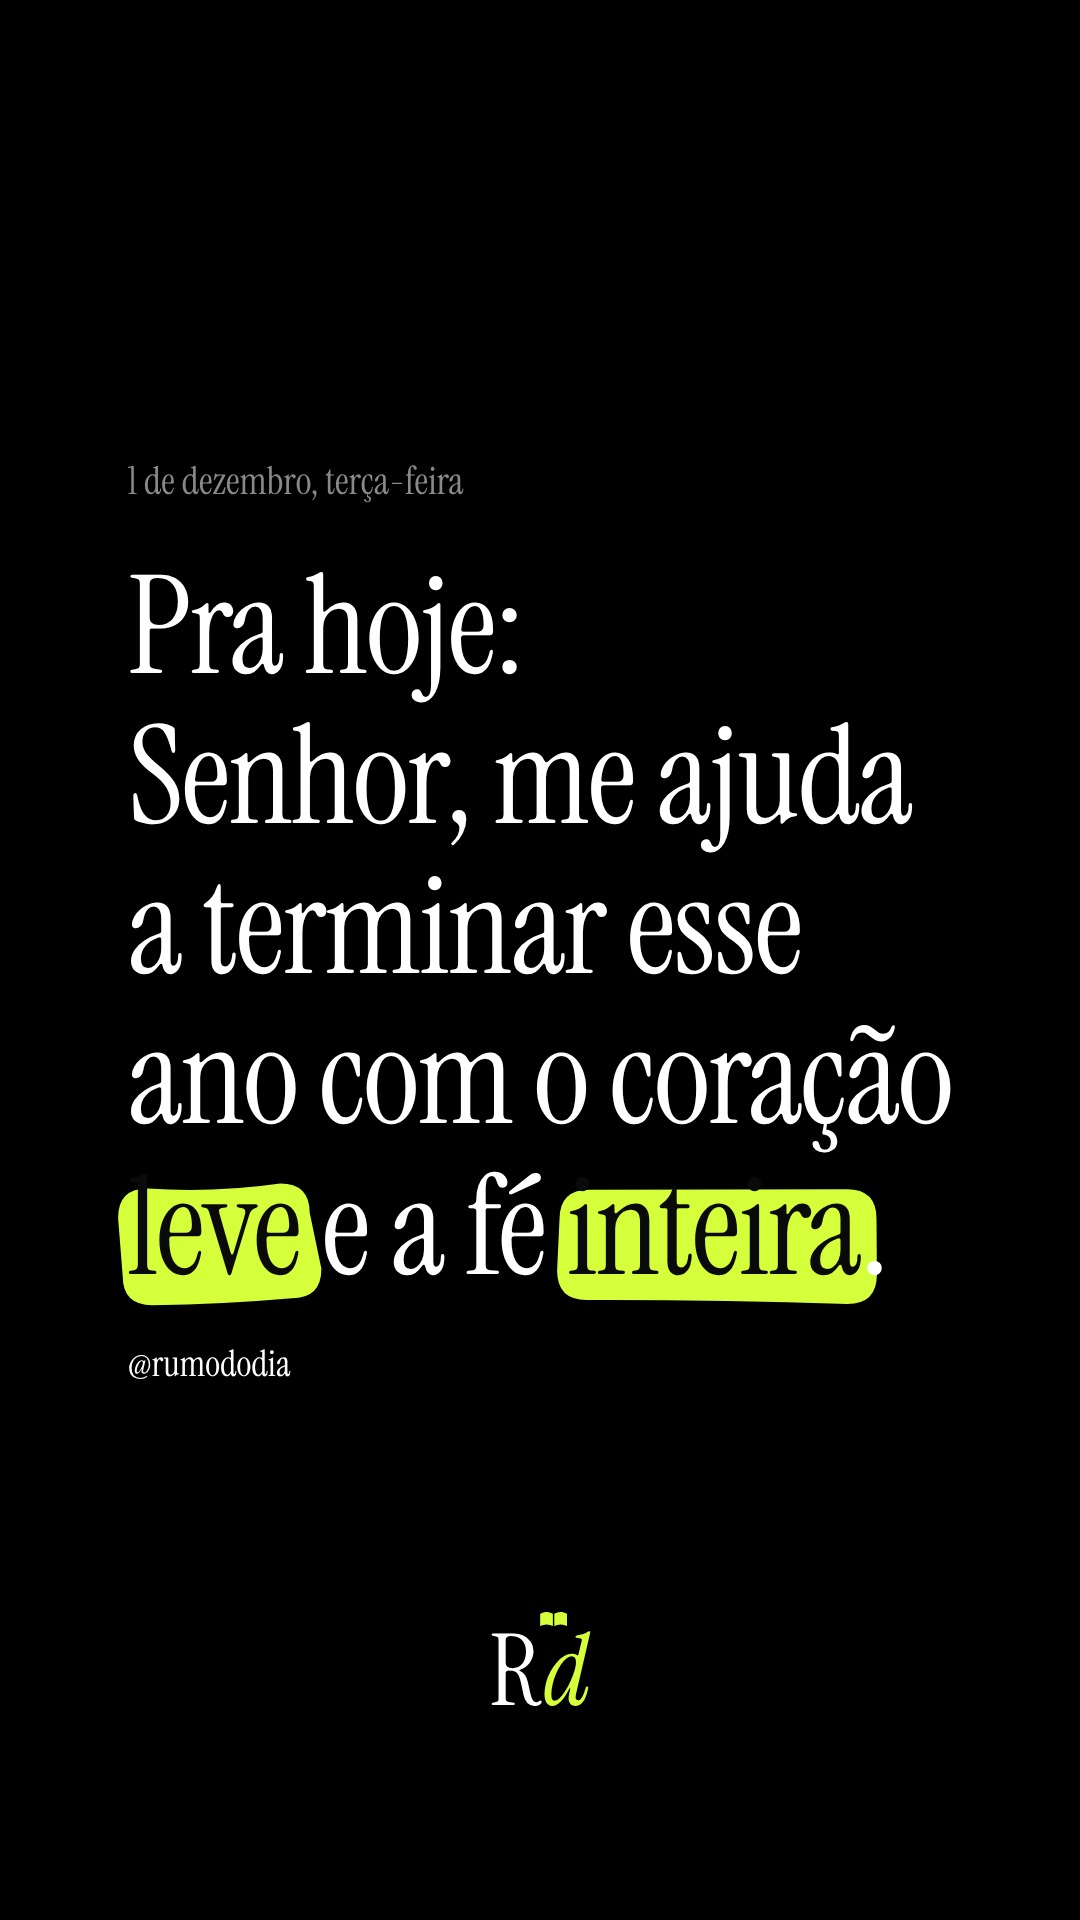 1 de dezembro, terça-feira
Pra hoje:
Senhor, me ajuda
a terminar esse
ano com o coração
leve e a fé inteira.
@rumododia
Rd